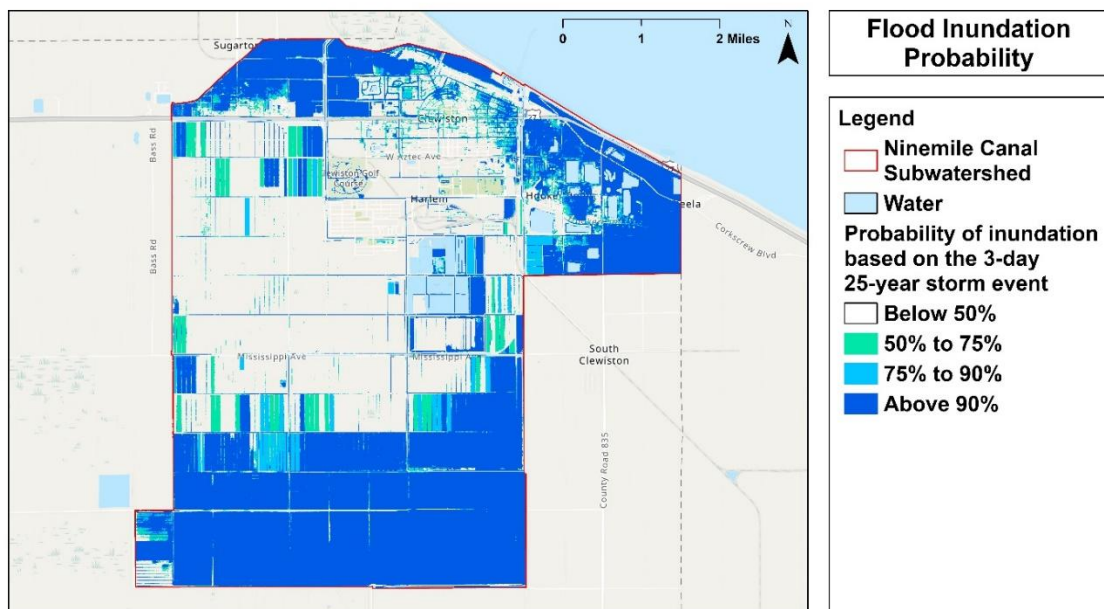 N
0 1 2 Miles
Sugarton
Bass Rd
Clewiston
27
W Aztec Ave
lewiston Golf
Course
Harlem
Hooker
eela
Corkscrew Blvd
Bass Rd
Mississippi Ave
Mississippi A
South
Clewiston
County Road 835
Flood Inundation
Probability
Legend
Ninemile Canal
Subwatershed
Water
Probability of inundation
based on the 3-day
25-year storm event
Below 50%
50% to 75%
75% to 90%
Above 90%